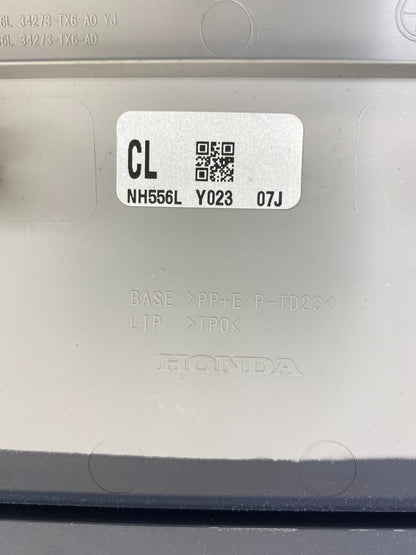 6L 34273-TX6-A0 YJ
6L 34273-TX6-A0
CL
NH556L Y023 07J
BASE >PP+E/P-TD23<
LIP >TPO<
HONDA